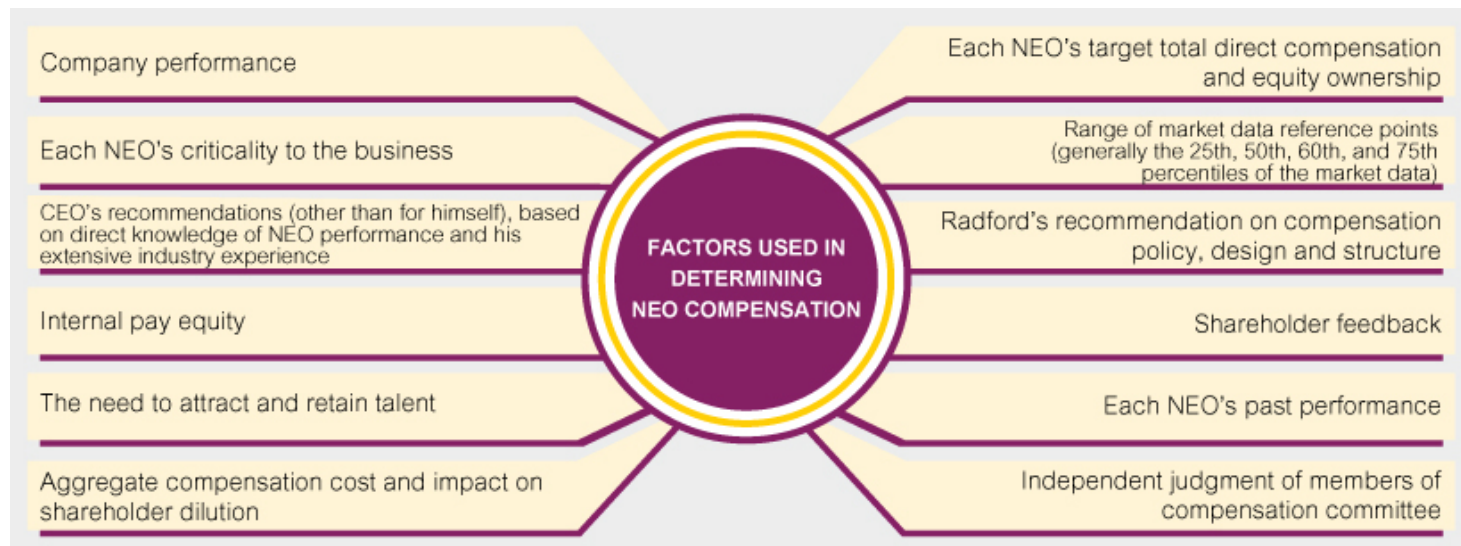 Company performance
Each NEO's criticality to the business
CEO's recommendations (other than for himself), based
on direct knowledge of NEO performance and his
extensive industry experience
Internal pay equity
The need to attract and retain talent
Aggregate compensation cost and impact on
shareholder dilution
FACTORS USED IN
DETERMINING
NEO COMPENSATION
Each NEO's target total direct compensation
and equity ownership
Range of market data reference points
(generally the 25th, 50th, 60th, and 75th
percentiles of the market data)
Radford's recommendation on compensation
policy, design and structure
Shareholder feedback
Each NEO's past performance
Independent judgment of members of
compensation committee